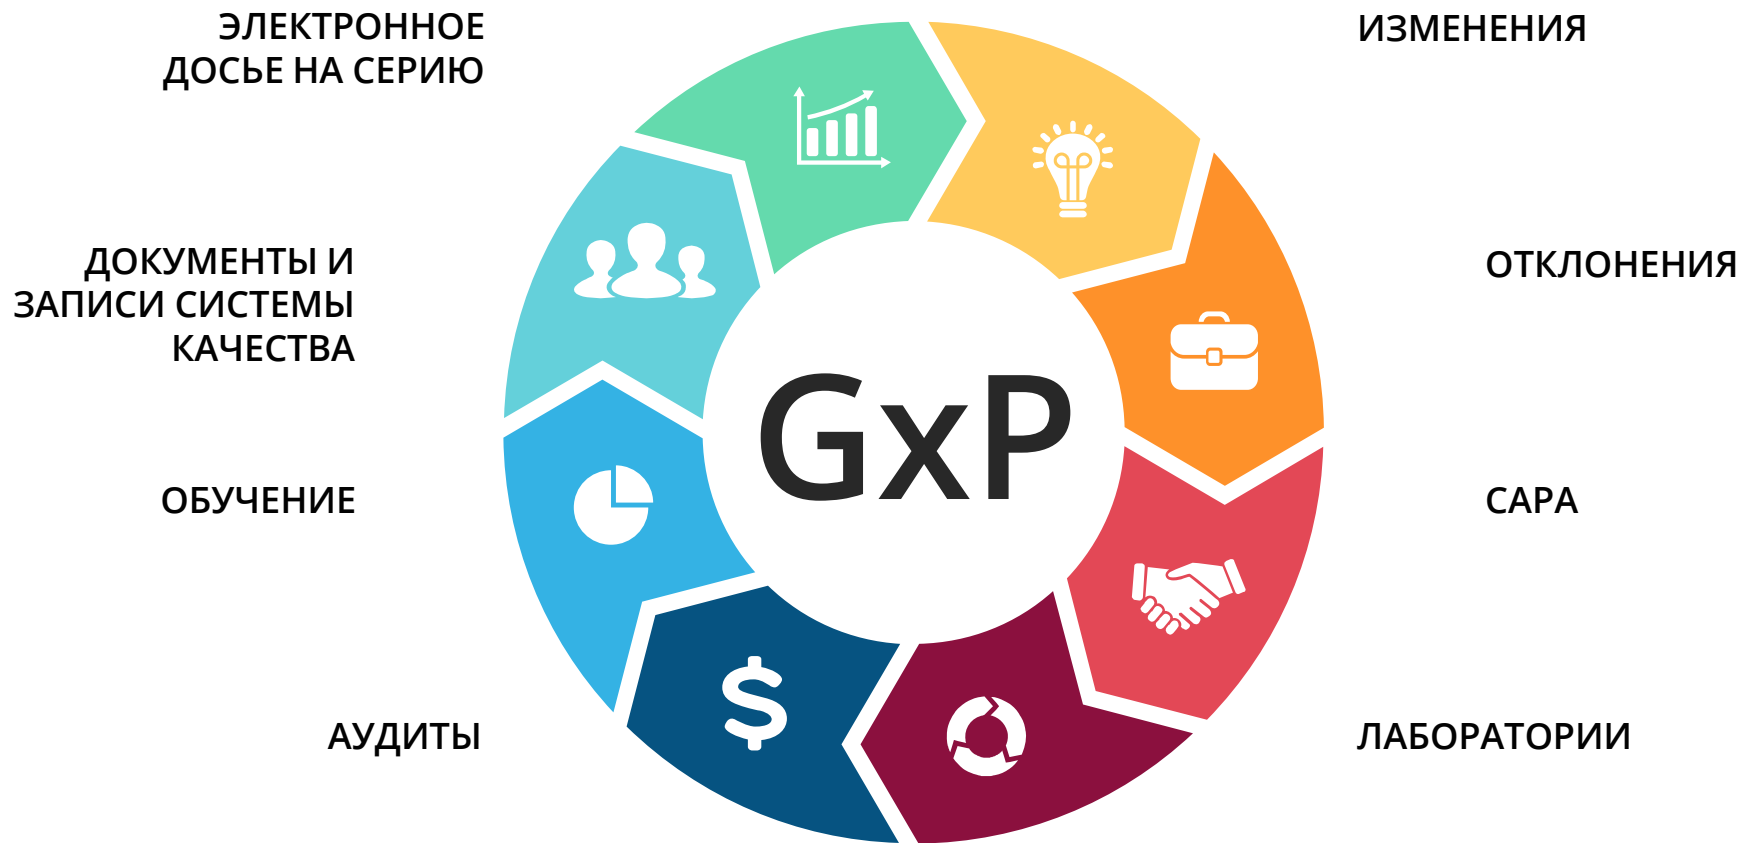 ЭЛЕКТРОННОЕ
ДОСЬЕ НА СЕРИЮ
ИЗМЕНЕНИЯ
ДОКУМЕНТЫ И
ЗАПИСИ СИСТЕМЫ
КАЧЕСТВА
ОТКЛОНЕНИЯ
GxP
ОБУЧЕНИЕ
CAPA
АУДИТЫ
ЛАБОРАТОРИИ
$